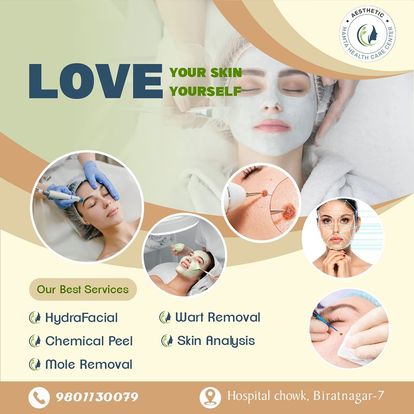 AESTHETIC
MAMTA HEALTH CARE CENTER
LOVE YOUR SKIN
YOURSELF
Our Best Services
HydraFacial
Wart Removal
Chemical Peel
Skin Analysis
Mole Removal
9801130079
Hospital chowk, Biratnagar-7